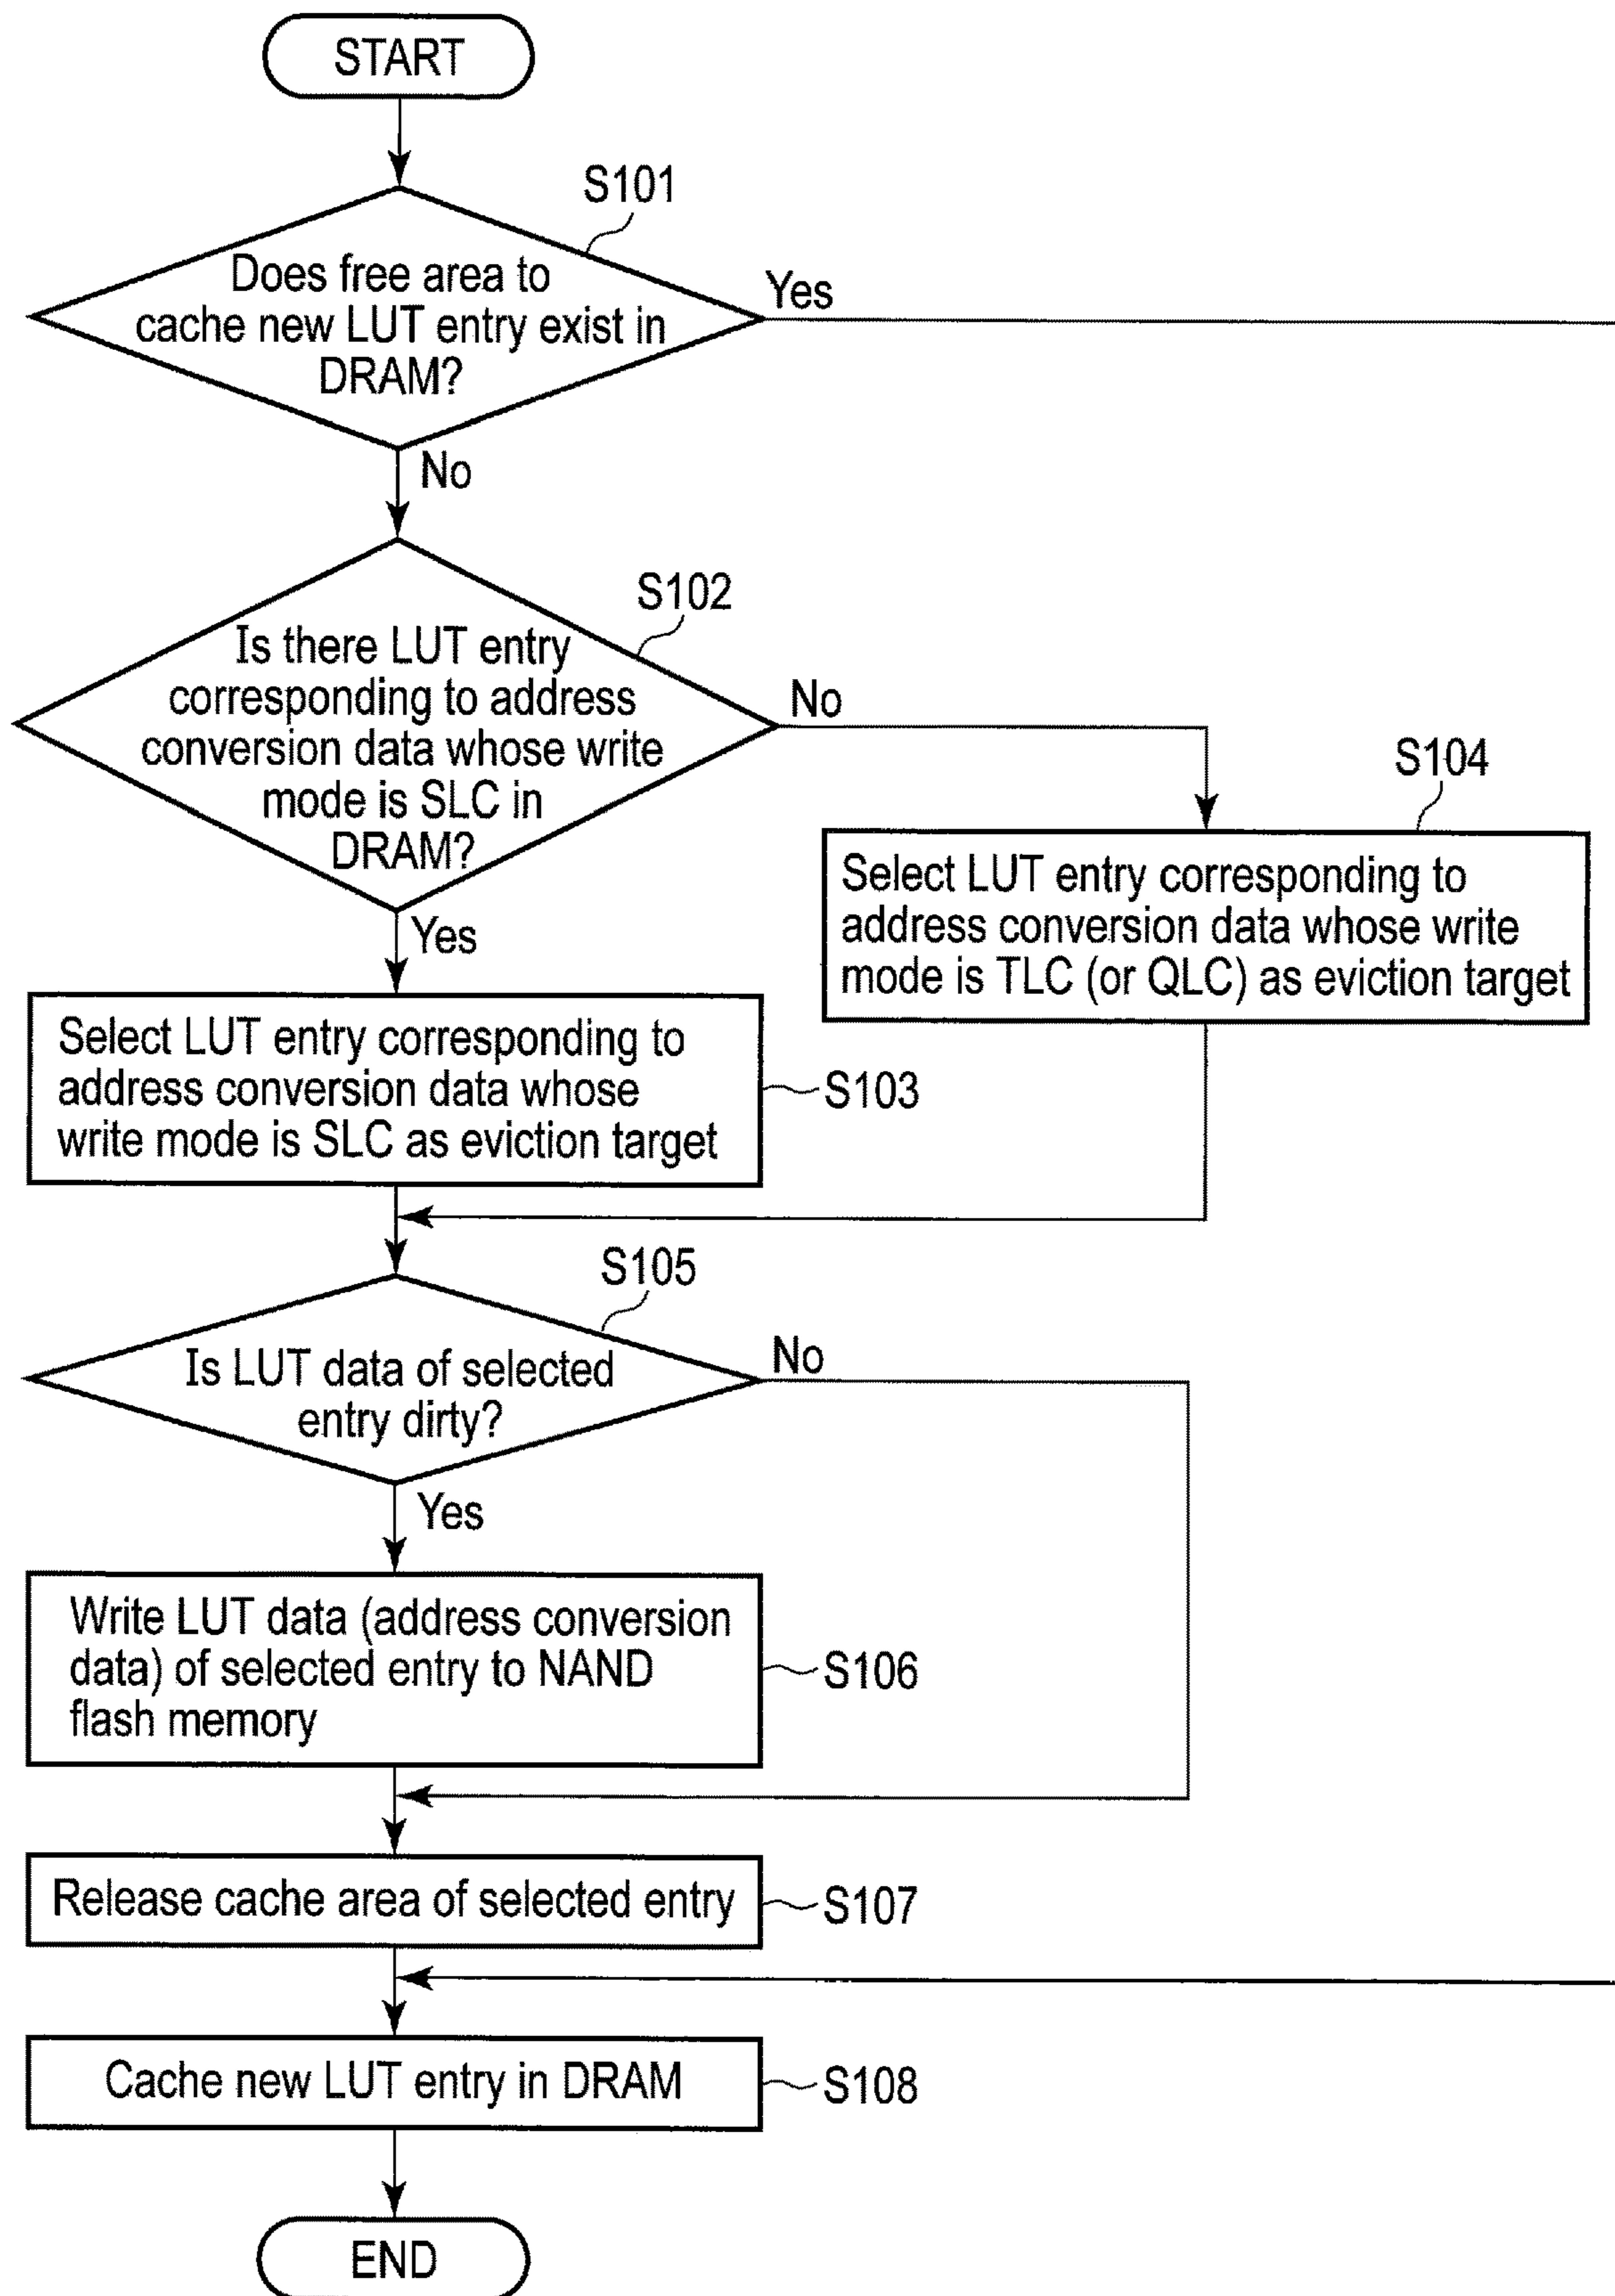 START
S101
Does free area to
cache new LUT entry exist in
DRAM?
Yes
No
S102
Is there LUT entry
corresponding to address
conversion data whose write
mode is SLC in
DRAM?
No
Yes
S104
Select LUT entry corresponding to
address conversion data whose write
mode is TLC (or QLC) as eviction target
Select LUT entry corresponding to
address conversion data whose
write mode is SLC as eviction target
S103
S105
Is LUT data of selected
entry dirty?
No
Yes
Write LUT data (address conversion
data) of selected entry to NAND
flash memory
S106
Release cache area of selected entry
S107
Cache new LUT entry in DRAM
S108
END